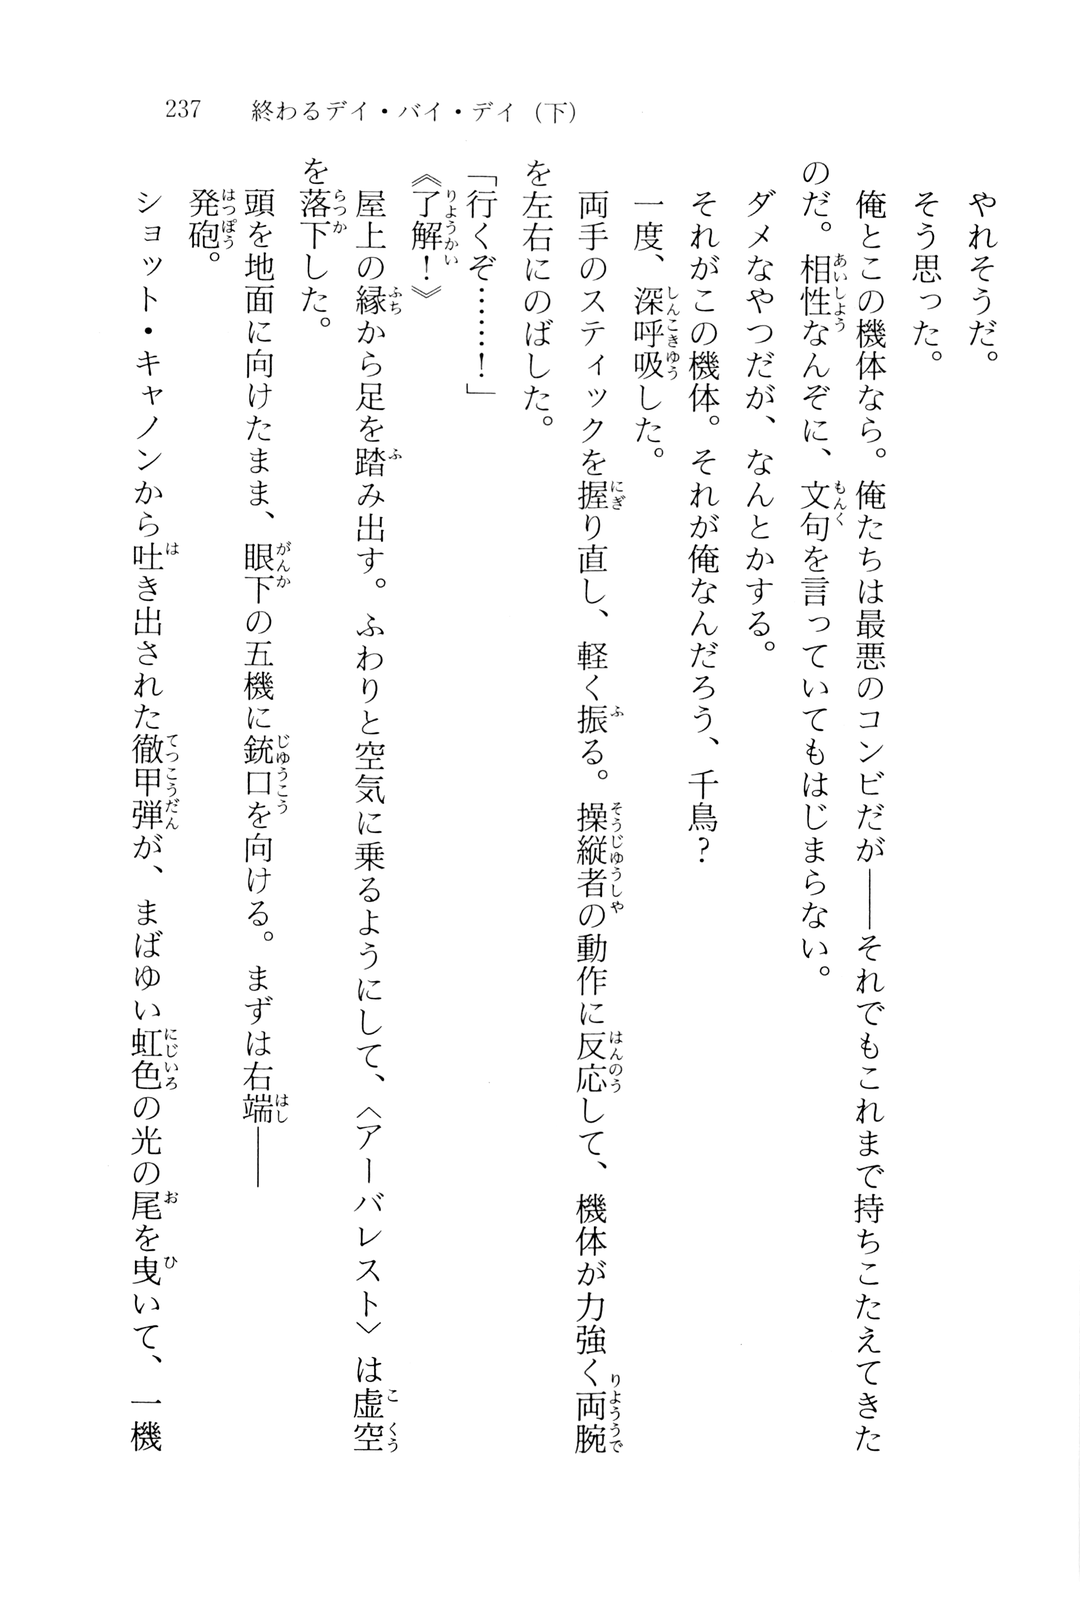 237　終わるデイ・バイ・デイ（下）
　やれそうだ。
　そう思った。
　俺とこの機体なら。俺たちは最悪のコンビだが――それでもこれまで持ちこたえてきた
のだ。相性なんぞに、文句を言っていてもはじまらない。
　ダメなやつだが、なんとかする。
　それがこの機体。それが俺なんだろう、千鳥？
　一度、深呼吸した。
　両手のスティックを握り直し、軽く振る。操縦者の動作に反応して、機体が力強く両腕
を左右にのばした。
「行くぞ……！」
《了解！》
　屋上の縁から足を踏み出す。ふわりと空気に乗るようにして、〈アーバレスト〉は虚空
を落下した。
　頭を地面に向けたまま、眼下の五機に銃口を向ける。まずは右端――
　発砲。
　ショット・キャノンから吐き出された徹甲弾が、まばゆい虹色の光の尾を曳いて、一機